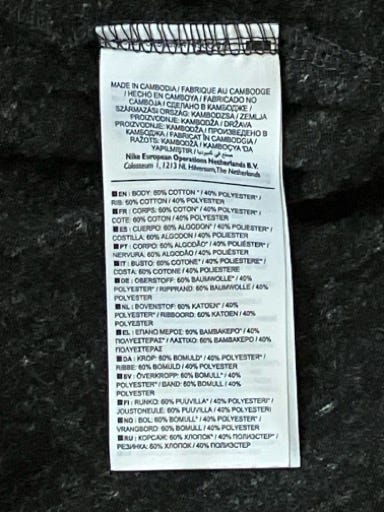 MADE IN CAMBODIA / FABRIQUE AU CAMBODGE
/ HECHO EN CAMBOYA / FABRICADO NO
CAMBOJA / СДЕЛАНО В КАМБОДЖЕ /
SZÁRMAZÁSI ORSZÁG: KAMBODZSA / ZEMLJA
PROIZVODNJE: KAMBODŽA / DRŽAVA
PROIZVODNJE: KAMBODŽA / ПРОИЗВЕДЕНО В
КАМБОДЖА / FABRICAT ÎN CAMBODGIA /
RAŽOTS: KAMBODŽĀ / KAMBOÇYA'DA
YAPILMIŞTIR / صنع في كمبوديا
Nike European Operations Netherlands B.V.
Colosseum 1, 1213 NL Hilversum, The Netherlands
EN : BODY: 60% COTTON* / 40% POLYESTER* /
RIB: 60% COTTON / 40% POLYESTER
FR : CORPS: 60% COTON* / 40% POLYESTER* /
COTE: 60% COTON / 40% POLYESTER
ES : CUERPO: 60% ALGODON* / 40% POLIESTER* /
COSTILLA: 60% ALGODON / 40% POLIESTER
PT : CORPO: 60% ALGODÃO* / 40% POLIÉSTER* /
NERVURA: 60% ALGODÃO / 40% POLIÉSTER
IT : BUSTO: 60% COTONE* / 40% POLIESTERE* /
COSTA: 60% COTONE / 40% POLIESTERE
DE : OBERSTOFF: 60% BAUMWOLLE* / 40%
POLYESTER* / RIPPRAND: 60% BAUMWOLLE / 40%
POLYESTER
NL : BOVENSTOF: 60% KATOEN* / 40%
POLYESTER* / RIBBOORD: 60% KATOEN / 40%
POLYESTER
EL : ΕΠΑΝΩ ΜΕΡΟΣ: 60% ΒΑΜΒΑΚΕΡΟ* / 40%
ΠΟΛΥΕΣΤΕΡΑΣ* / ΛΑΣΤΙΧΟ: 60% ΒΑΜΒΑΚΕΡΟ / 40%
ΠΟΛΥΕΣΤΕΡΑΣ
DA : KROP: 60% BOMULD* / 40% POLYESTER* /
RIBBE: 60% BOMULD / 40% POLYESTER
SV : ÖVERKROPP: 60% BOMULL* / 40%
POLYESTER* / BAND: 60% BOMULL / 40%
POLYESTER
FI : RUNKO: 60% PUUVILLA* / 40% POLYESTERI* /
JOUSTONEULE: 60% PUUVILLA / 40% POLYESTERI
NO : BOL: 60% BOMULL* / 40% POLYESTER* /
VRANGBORD: 60% BOMULL / 40% POLYESTER
RU : КОРСАЖ: 60% ХЛОПОК* / 40% ПОЛИЭСТЕР* /
РЕЗИНКА: 60% ХЛОПОК / 40% ПОЛИЭСТЕР